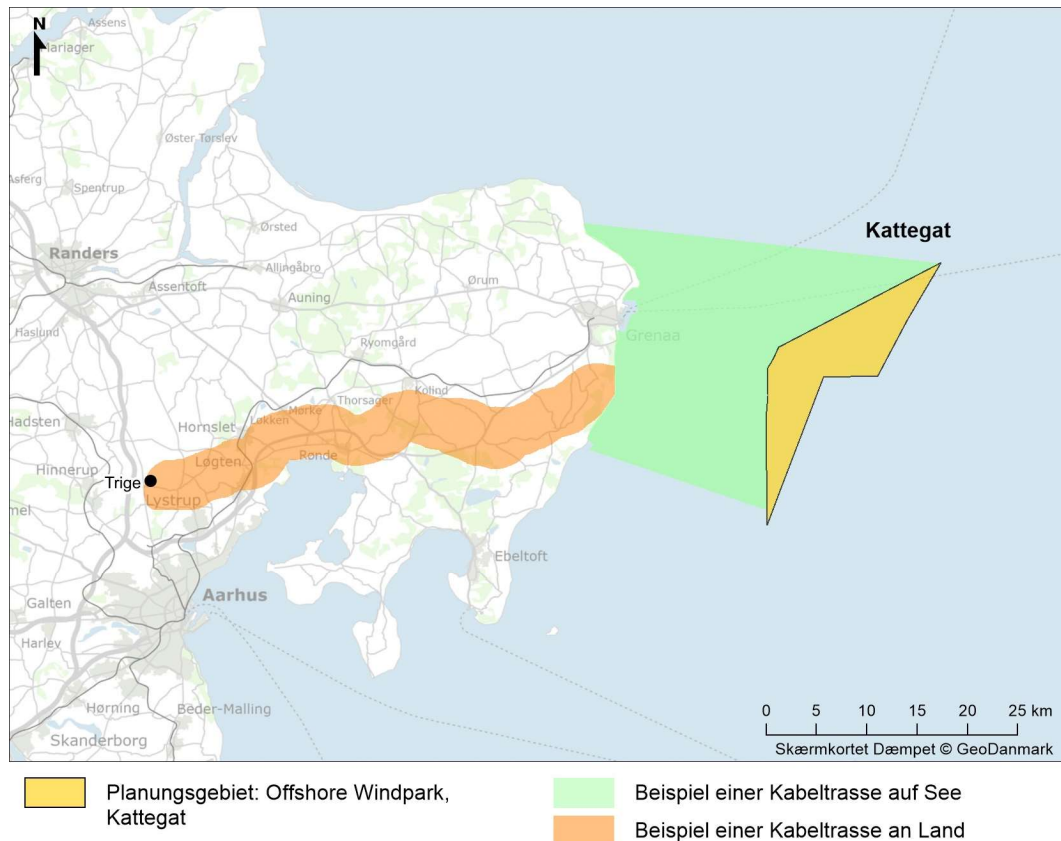 N
Assens
Mariager
Øster Tørslev
Asferg
Spentrup
Ørsted
Randers
Allingåbro
Assentoft
Auning
Ørum
Haslund
Ryomgård
Grenaa
Kattegat
Kolind
Thorsager
Mørke
Løkken
Hadsten
Hornslet
Rønde
Hinnerup
Løgten
Trige
Lystrup
mel
Ebeltoft
Galten
Aarhus
Harlev
Hørning
Beder-Malling
Skanderborg
0 5 10 15 20 25 km
Skærmkortet Dæmpet © GeoDanmark
Planungsgebiet: Offshore Windpark,
Kattegat
Beispiel einer Kabeltrasse auf See
Beispiel einer Kabeltrasse an Land